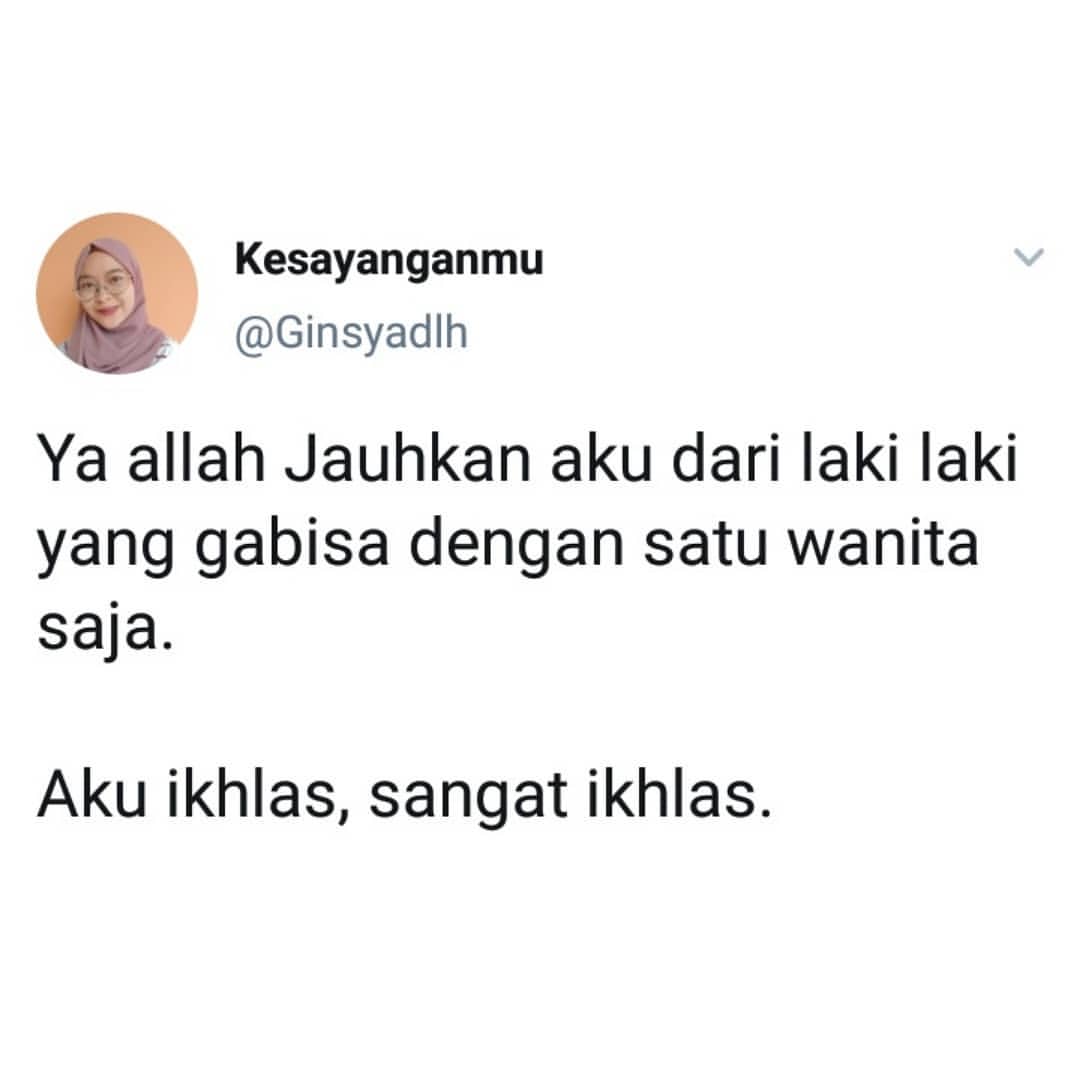 Kesayanganmu
@Ginsyadlh
Ya allah Jauhkan aku dari laki laki
yang gabisa dengan satu wanita
saja.
Aku ikhlas, sangat ikhlas.